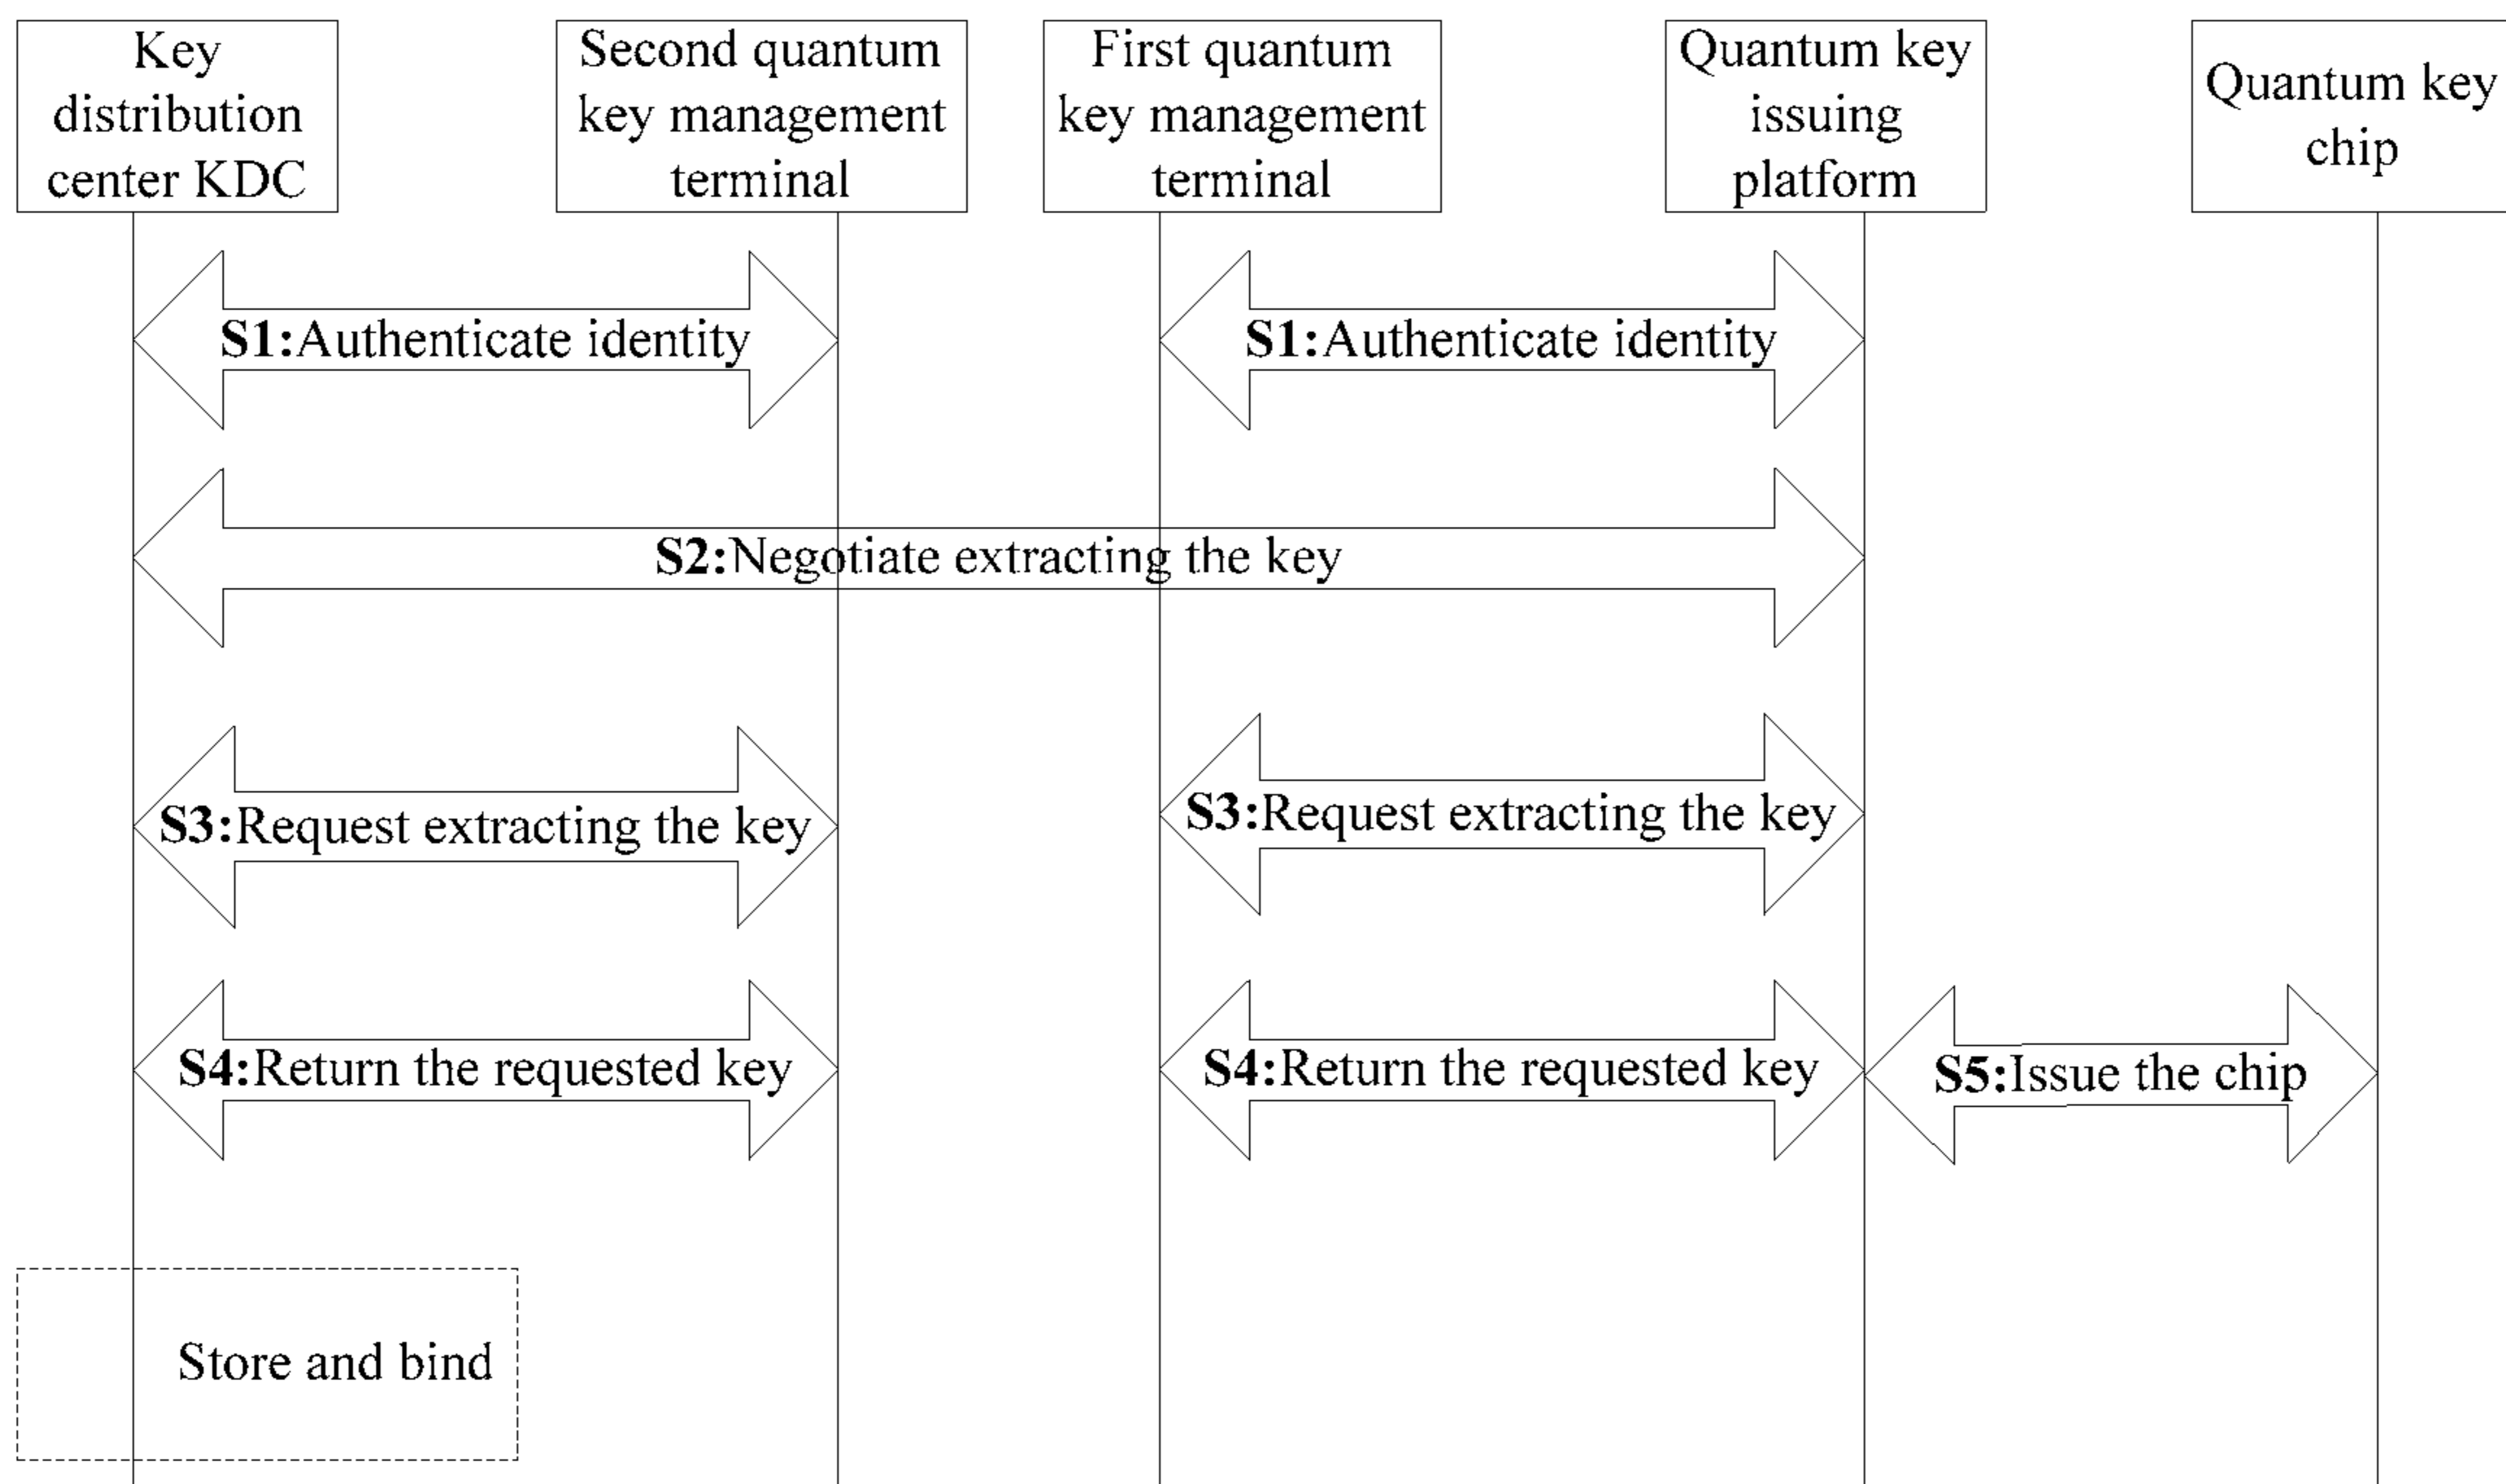 Key
distribution
center KDC
Second quantum
key management
terminal
First quantum
key management
terminal
Quantum key
issuing
platform
Quantum key
chip
S1:Authenticate identity
S1:Authenticate identity
S2:Negotiate extracting the key
S3:Request extracting the key
S3:Request extracting the key
S4:Return the requested key
S4:Return the requested key
S5:Issue the chip
Store and bind